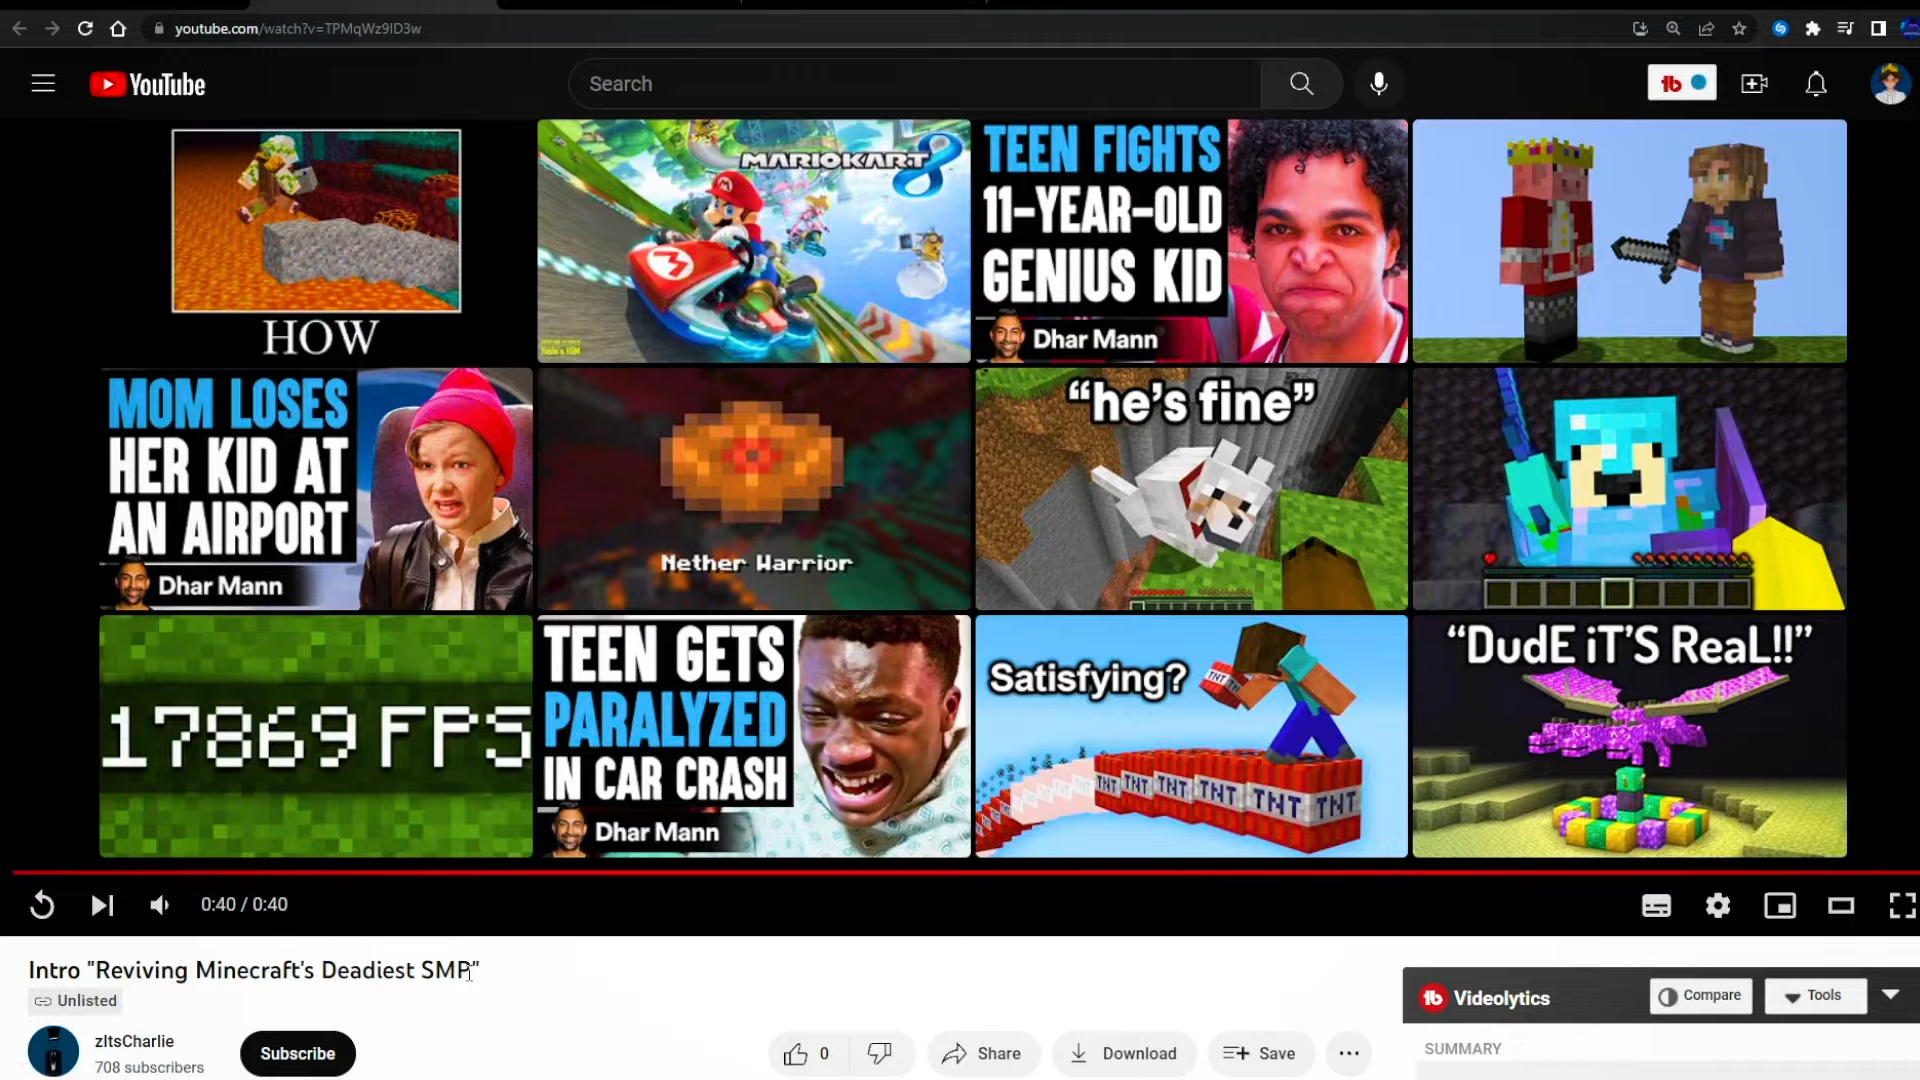 youtube.com/watch?v=TPMqWz9ID3w
YouTube
Search
HOW
MARIOKART 8
TEEN FIGHTS
11-YEAR-OLD
GENIUS KID
Dhar Mann
MOM LOSES
HER KID AT
AN AIRPORT
Dhar Mann
Nether Warrior
“he's fine”
17869 FPS
TEEN GETS
PARALYZED
IN CAR CRASH
Dhar Mann
Satisfying?
TNT
TNT TNT TNT TNT TNT TNT
“DudE iT'S ReaL!!”
0:40 / 0:40
Intro "Reviving Minecraft's Deadiest SMP"
Unlisted
zItsCharlie
708 subscribers
Subscribe
0
Share
Download
Save
Videolytics
Compare
Tools
SUMMARY